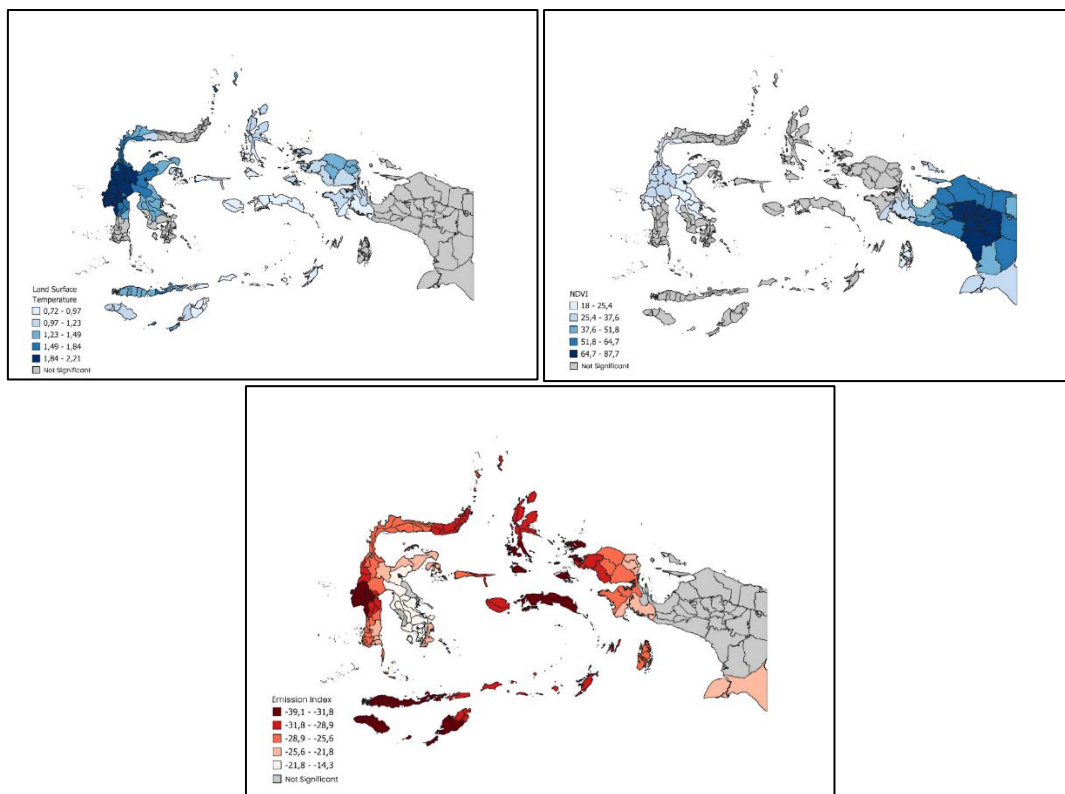 Land Surface
Temperature
0,72 - 0,97
0,97 - 1,23
1,23 - 1,49
1,49 - 1,84
1,84 - 2,21
Not Significant
NDVI
18 - 25,4
25,4 - 37,6
37,6 - 51,8
51,8 - 64,7
64,7 - 87,7
Not Significant
Emission Index
-39,1 - -31,8
-31,8 - -28,9
-28,9 - -25,6
-25,6 - -21,8
-21,8 - -14,3
Not Significant